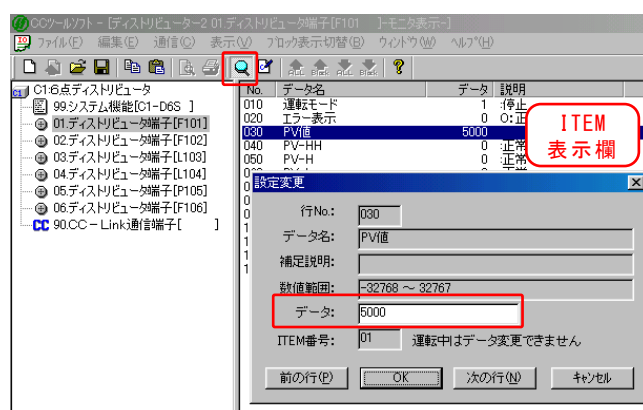 CCツールソフト - [ディストリビューター2 01 ディストリビュータ端子[F101 ]-モニタ表示-]
ファイル(F) 編集(E) 通信(C) 表示(V) ブロック表示切替(B) ウィンドウ(W) ヘルプ(H)
C1:6点ディストリビュータ
99.システム機能[C1-D6S ]
01.ディストリビュータ端子[F101]
02.ディストリビュータ端子[F102]
03.ディストリビュータ端子[L103]
04.ディストリビュータ端子[L104]
05.ディストリビュータ端子[P105]
06.ディストリビュータ端子[F106]
90.CC-Link通信端子[ ]
No. データ名 データ 説明
010 運転モード 1 :停止
020 エラー表示 0 0:正
030 PV値 5000
040 PV-HH 0 :正常
050 PV-H 0 :正常
ITEM
表示欄
設定変更
行No.: 030
データ名: PV値
補足説明:
数値範囲: -32768 ～ 32767
データ: 5000
ITEM番号: 01 運転中はデータ変更できません
前の行(P) OK 次の行(N) キャンセル